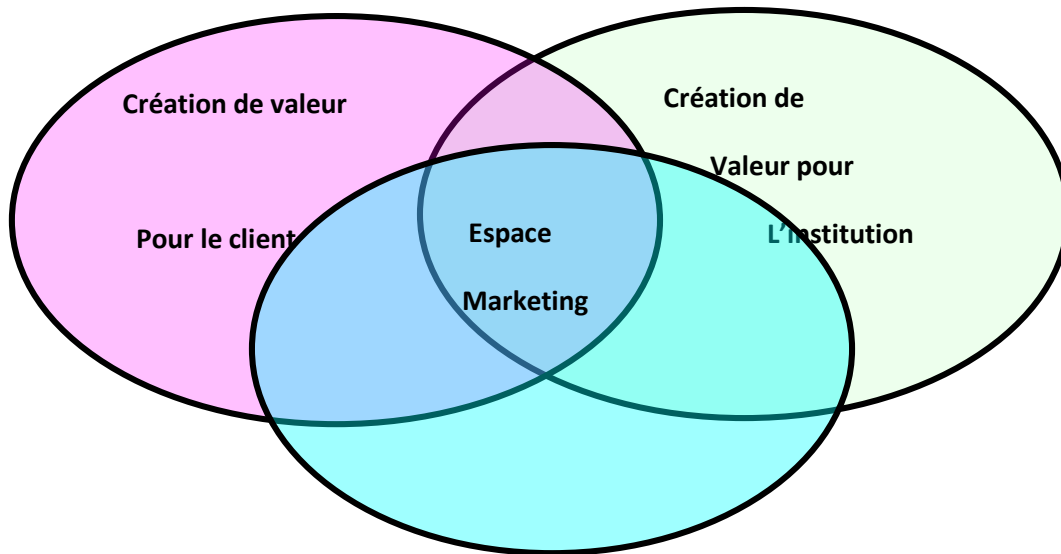 Création de valeur
Pour le client
Création de
Valeur pour
L'institution
Espace
Marketing